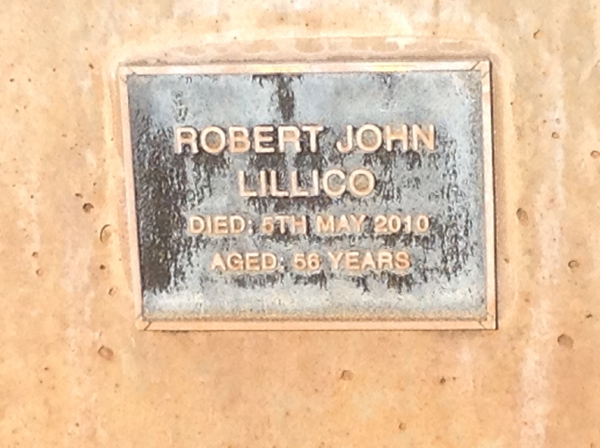 ROBERT JOHN
LILLICO
DIED: 5TH MAY 2010
AGED: 56 YEARS